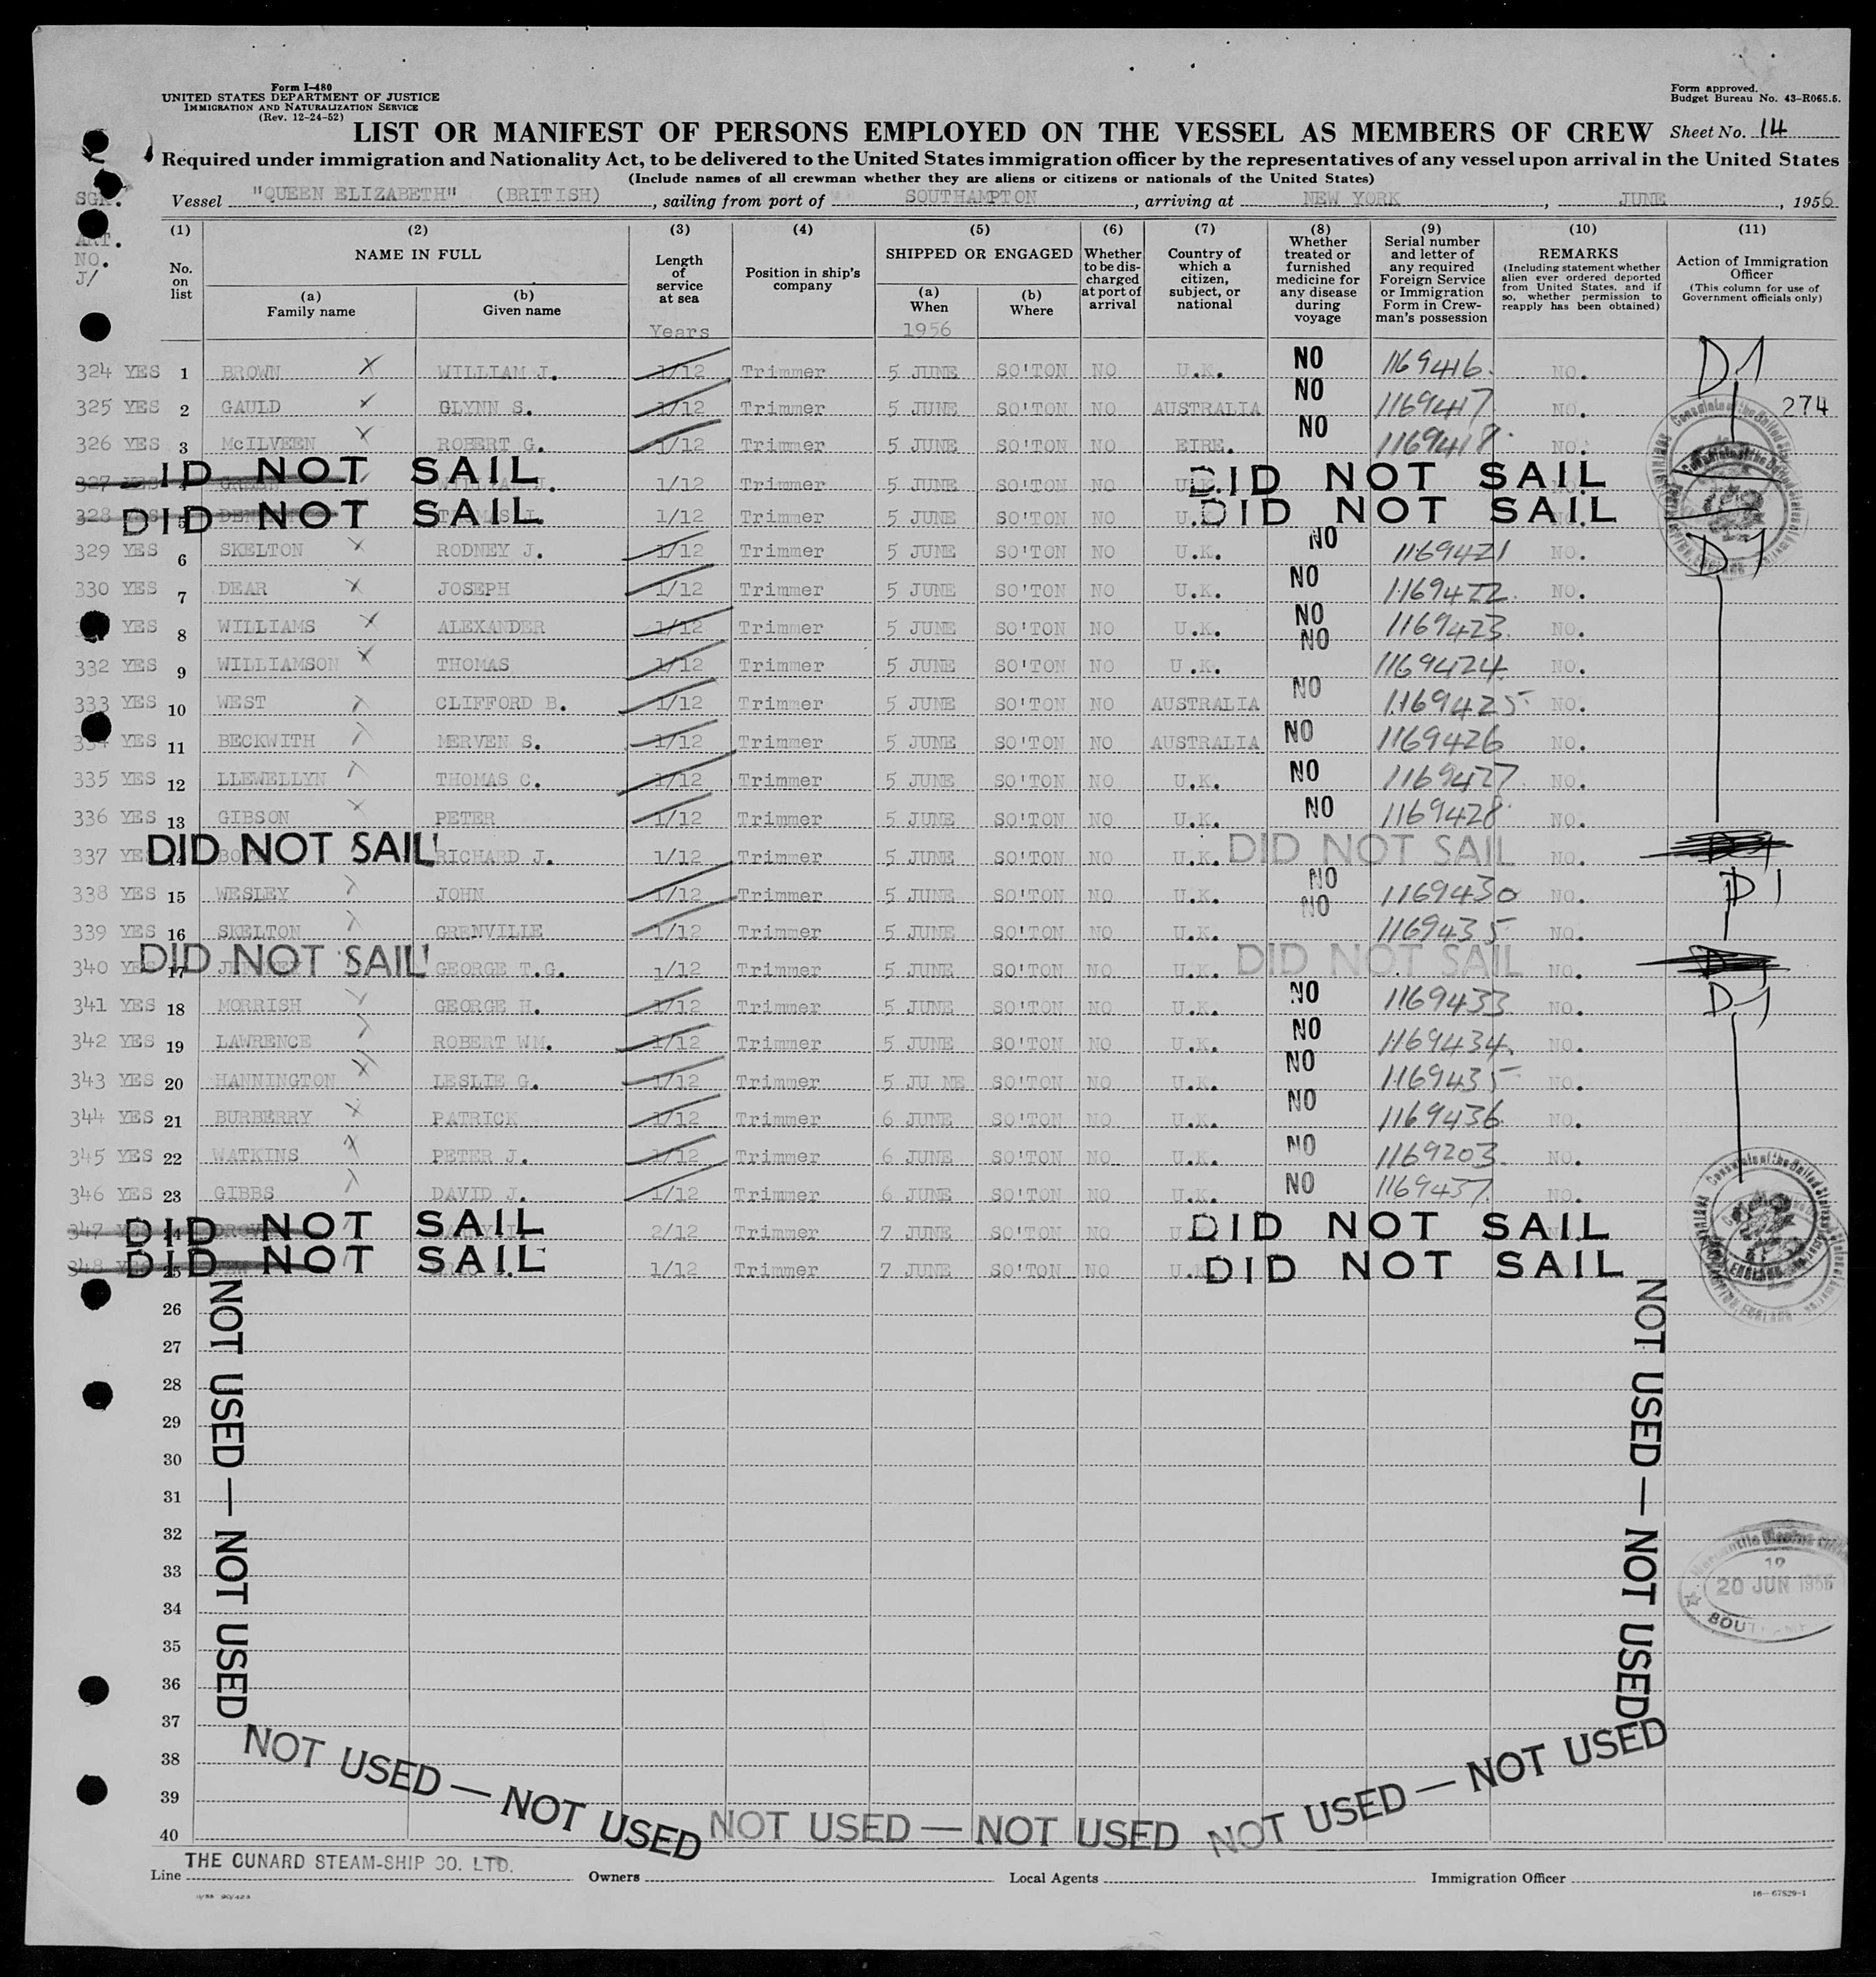 Form I-480
UNITED STATES DEPARTMENT OF JUSTICE
IMMIGRATION AND NATURALIZATION SERVICE
(Rev. 12-24-52)
Form approved.
Budget Bureau No. 43-R065.5.
LIST OR MANIFEST OF PERSONS EMPLOYED ON THE VESSEL AS MEMBERS OF CREW Sheet No. 14
Required under immigration and Nationality Act, to be delivered to the United States immigration officer by the representatives of any vessel upon arrival in the United States
(Include names of all crewman whether they are aliens or citizens or nationals of the United States)
Vessel "QUEEN ELIZABETH" (BRITISH), sailing from port of SOUTHAMPTON, arriving at NEW YORK, JUNE, 1956
NO.
J/
(1) No. on list
(2) NAME IN FULL
(a) Family name
(b) Given name
(3) Length of service at sea
Years
(4) Position in ship's company
(5) SHIPPED OR ENGAGED
(a) When
1956
(b) Where
(6) Whether to be discharged at port of arrival
(7) Country of which a citizen, subject, or national
(8) Whether treated or furnished medicine for any disease during voyage
(9) Serial number and letter of any required Foreign Service or Immigration Form in Crewman's possession
(10) REMARKS
(Including statement whether alien ever ordered deported from United States, and if so, whether permission to reapply has been obtained)
(11) Action of Immigration Officer
(This column for use of Government officials only)
324 YES 1 BROWN X WILLIAM J. 1/12 Trimmer 5 JUNE SO'TON NO U.K. NO 1169416 NO. D-1
325 YES 2 GAULD X GLYNN S. 1/12 Trimmer 5 JUNE SO'TON NO AUSTRALIA NO 1169417 NO. 274
326 YES 3 McILVEEN X ROBERT G. 1/12 Trimmer 5 JUNE SO'TON NO EIRE. NO 1169418 NO.
327 ID NOT SAIL 1/12 Trimmer 5 JUNE SO'TON NO DID NOT SAIL
328 DID NOT SAIL 1/12 Trimmer 5 JUNE SO'TON NO DID NOT SAIL
329 YES 6 SKELTON X RODNEY J. 1/12 Trimmer 5 JUNE SO'TON NO U.K. NO 1169421 NO. D-1
330 YES 7 DEAR X JOSEPH 1/12 Trimmer 5 JUNE SO'TON NO U.K. NO 1169422 NO.
YES 8 WILLIAMS X ALEXANDER 1/12 Trimmer 5 JUNE SO'TON NO U.K. NO 1169423 NO.
332 YES 9 WILLIAMSON X THOMAS 1/12 Trimmer 5 JUNE SO'TON NO U.K. NO 1169424 NO.
333 YES 10 WEST X CLIFFORD B. 1/12 Trimmer 5 JUNE SO'TON NO AUSTRALIA NO 1169425 NO.
334 YES 11 BECKWITH X MERVEN S. 1/12 Trimmer 5 JUNE SO'TON NO AUSTRALIA NO 1169426 NO.
335 YES 12 LLEWELLYN X THOMAS C. 1/12 Trimmer 5 JUNE SO'TON NO U.K. NO 1169427 NO.
336 YES 13 GIBSON X PETER 1/12 Trimmer 5 JUNE SO'TON NO U.K. NO 1169428 NO.
337 DID NOT SAIL RICHARD J. 1/12 Trimmer 5 JUNE SO'TON NO U.K. DID NOT SAIL NO.
338 YES 15 WESLEY X JOHN 1/12 Trimmer 5 JUNE SO'TON NO U.K. NO 1169430 NO. D1
339 YES 16 SKELTON X GRENVILLE 1/12 Trimmer 5 JUNE SO'TON NO U.K. NO 1169435 NO.
340 17 DID NOT SAIL GEORGE T.G. 1/12 Trimmer 5 JUNE SO'TON NO U.K. DID NOT SAIL NO.
341 YES 18 MORRISH X GEORGE H. 1/12 Trimmer 5 JUNE SO'TON NO U.K. NO 1169433 NO. D-1
342 YES 19 LAWRENCE X ROBERT WM. 1/12 Trimmer 5 JUNE SO'TON NO U.K. NO 1169434 NO.
343 YES 20 HANNINGTON X LESLIE G. 1/12 Trimmer 5 JU NE SO'TON NO U.K. NO 1169435 NO.
344 YES 21 BURBERRY X PATRICK 1/12 Trimmer 6 JUNE SO'TON NO U.K. NO 1169436 NO.
345 YES 22 WATKINS X PETER J. 1/12 Trimmer 6 JUNE SO'TON NO U.K. NO 1169203 NO.
346 YES 23 GIBBS X DAVID J. 1/12 Trimmer 6 JUNE SO'TON NO U.K. NO 1169437 NO.
347 DID NOT SAIL 2/12 Trimmer 7 JUNE SO'TON NO DID NOT SAIL
348 DID NOT SAIL 1/12 Trimmer 7 JUNE SO'TON NO U.K. DID NOT SAIL
26
27
28
29
30
31
32
33
34
35
36
37
38
39
40
NOT USED — NOT USED
NOT USED — NOT USED
NOT USED — NOT USED
NOT USED — NOT USED
NOT USED — NOT USED
20 JUN 1956
Line THE CUNARD STEAM-SHIP CO. LTD. Owners Local Agents Immigration Officer
16-67829-1